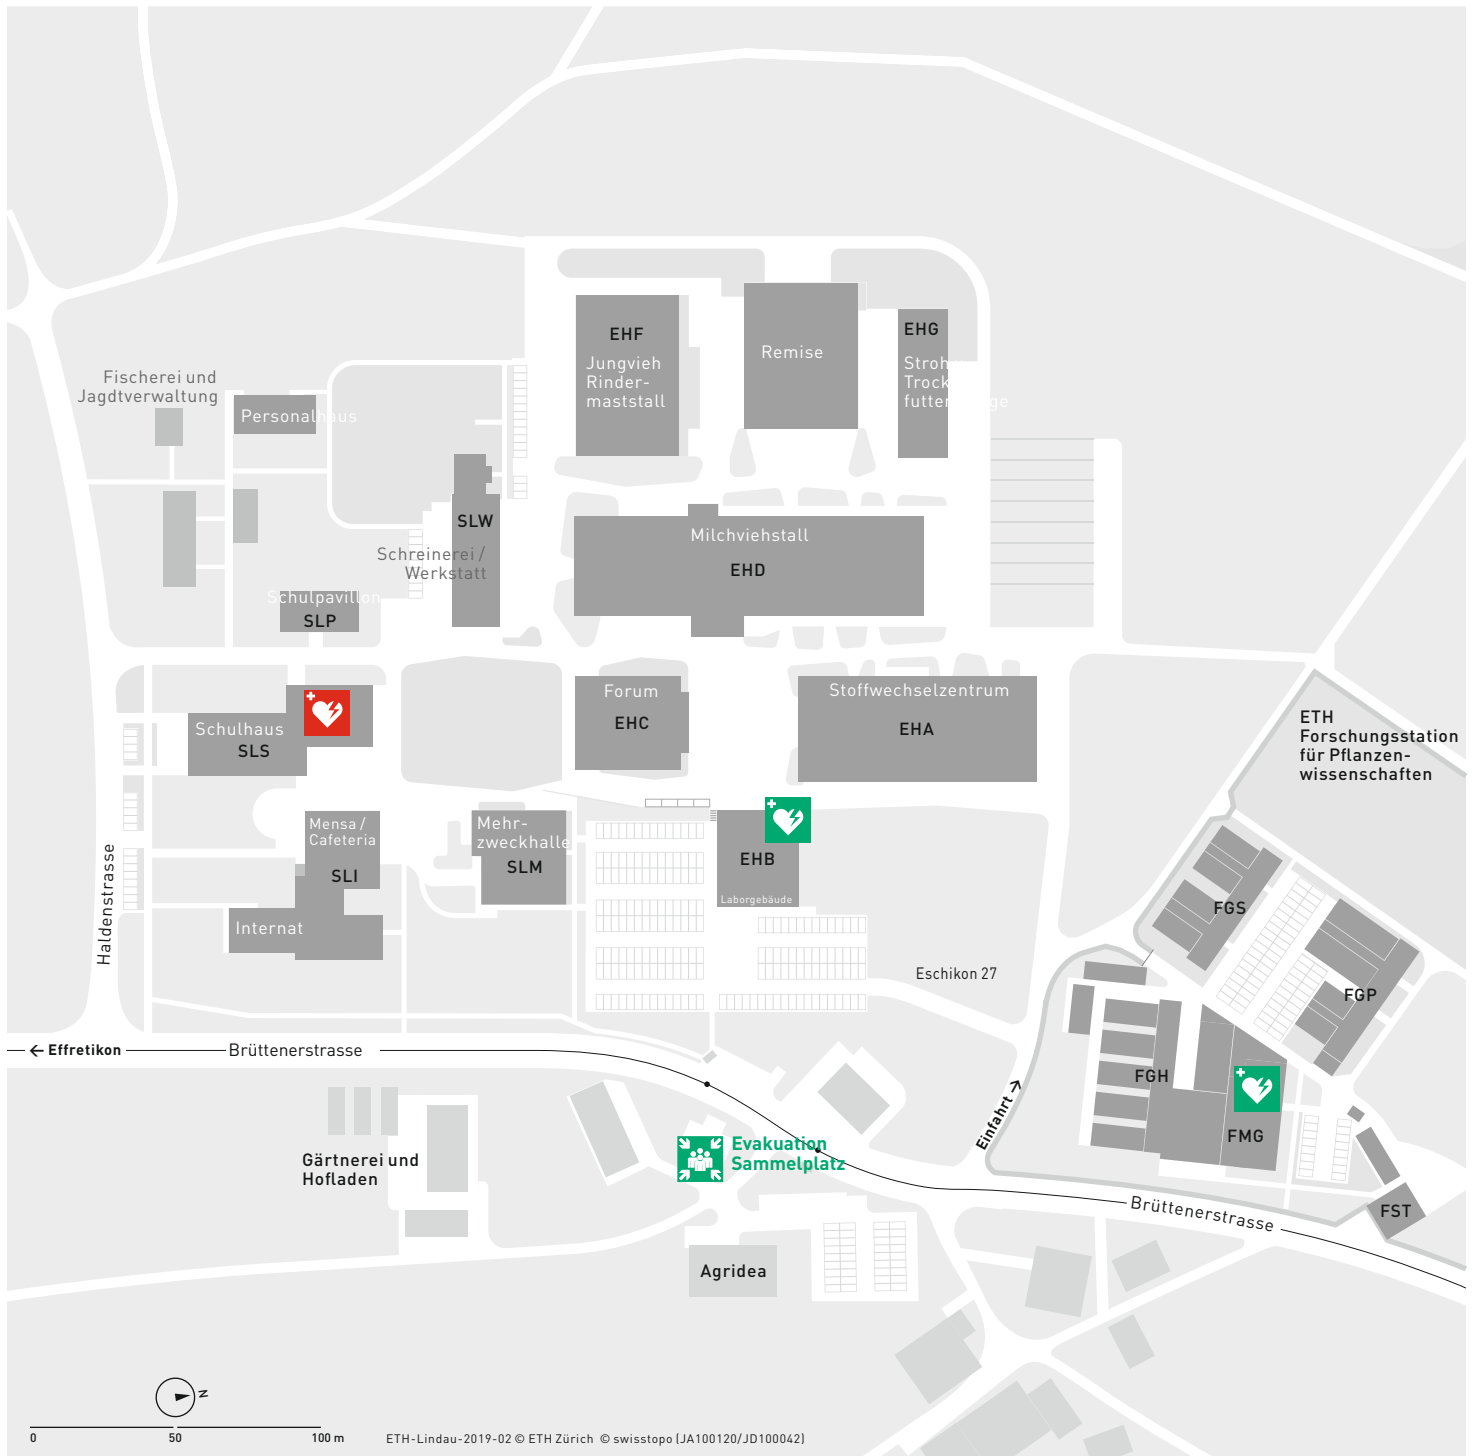 EHF
Jungvieh
Rinder-
maststall
Remise
EHG
Stroh
Trock
futter
ge
Fischerei und
Jagdtverwaltung
Personalhaus
SLW
Schreinerei /
Werkstatt
Milchviehstall
EHD
Schulpavillon
SLP
Schulhaus
SLS
Forum
EHC
Stoffwechselzentrum
EHA
ETH
Forschungsstation
für Pflanzen-
wissenschaften
Mensa /
Cafeteria
SLI
Internat
Mehr-
zweckhalle
SLM
EHB
Laborgebäude
Haldenstrasse
Eschikon 27
FGS
FGP
FGH
FMG
FST
Einfahrt →
← Effretikon
Brüttenerstrasse
Gärtnerei und
Hofladen
Evakuation
Sammelplatz
Brüttenerstrasse
Agridea
N
0 50 100 m
ETH-Lindau-2019-02 © ETH Zürich © swisstopo (JA100120/JD100042)